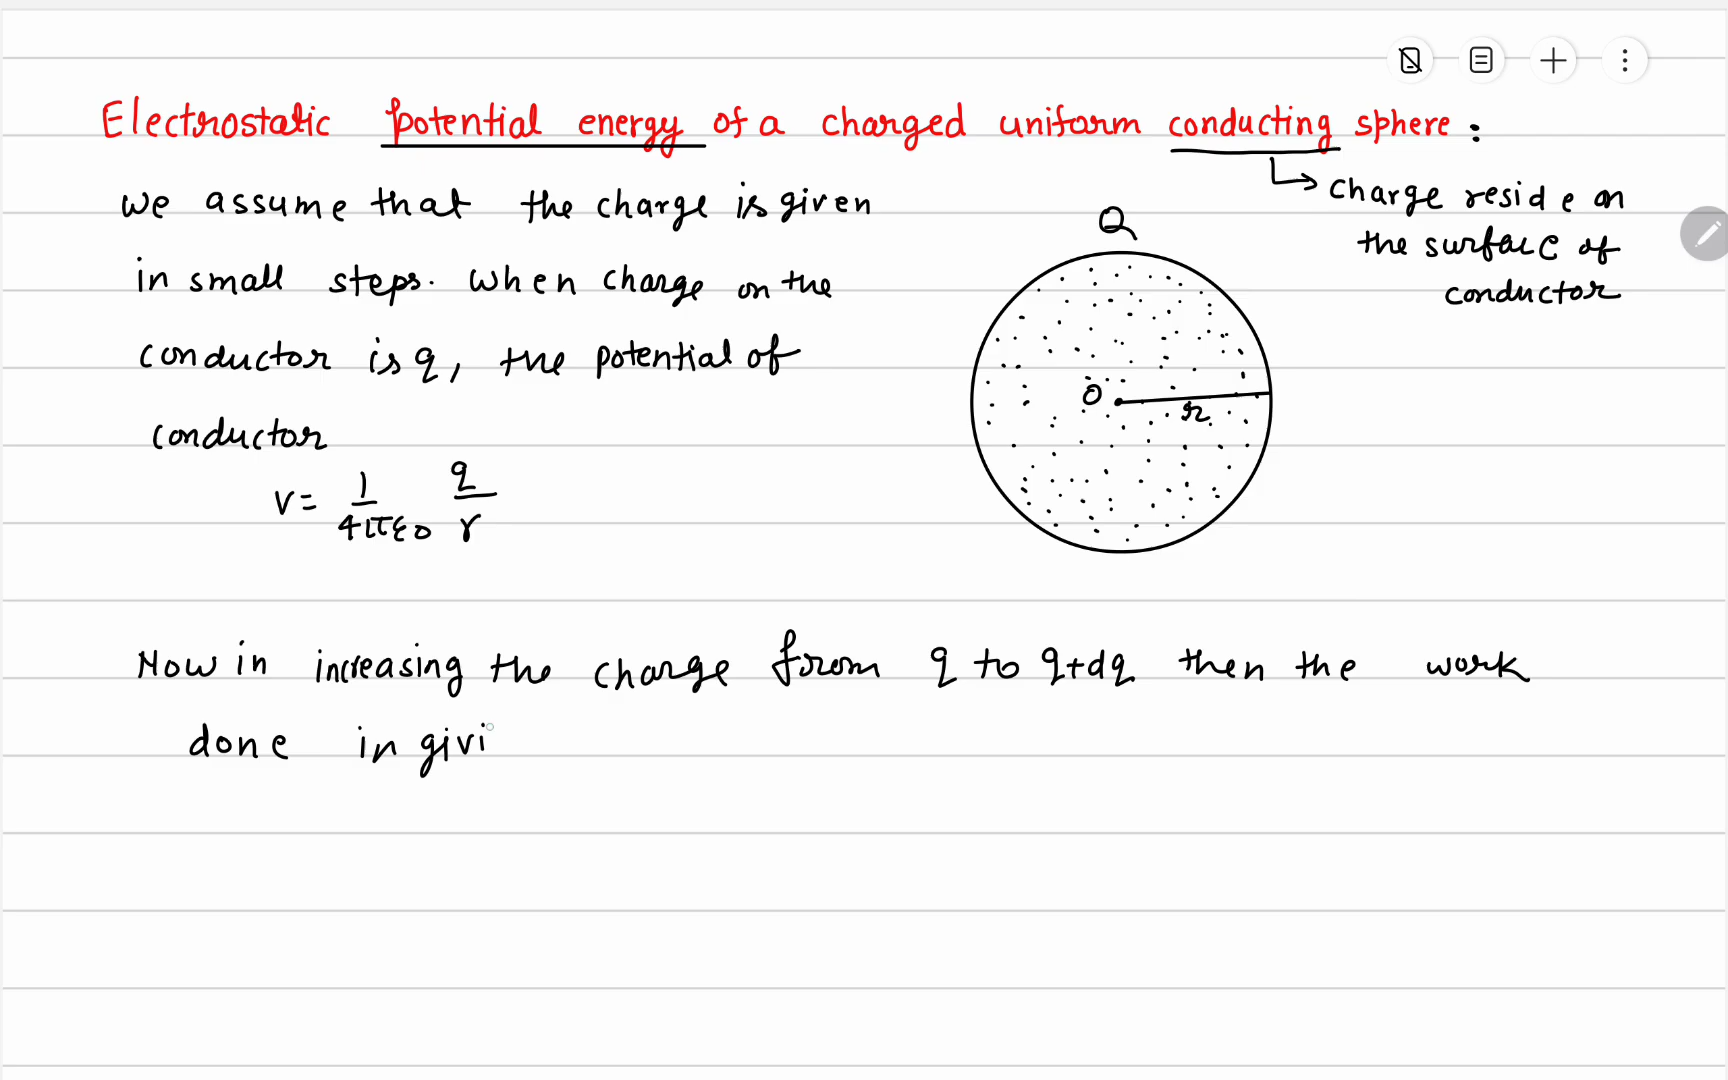 Electrostatic potential energy of a charged uniform conducting sphere :
we assume that the charge is given
in small steps. When charge on the
conductor is q, the potential of
conductor
V = 1/4πε0 q/r
charge reside on
the surface of
conductor
Q
O
r
Now in increasing the charge from q to q+dq then the work
done in givi